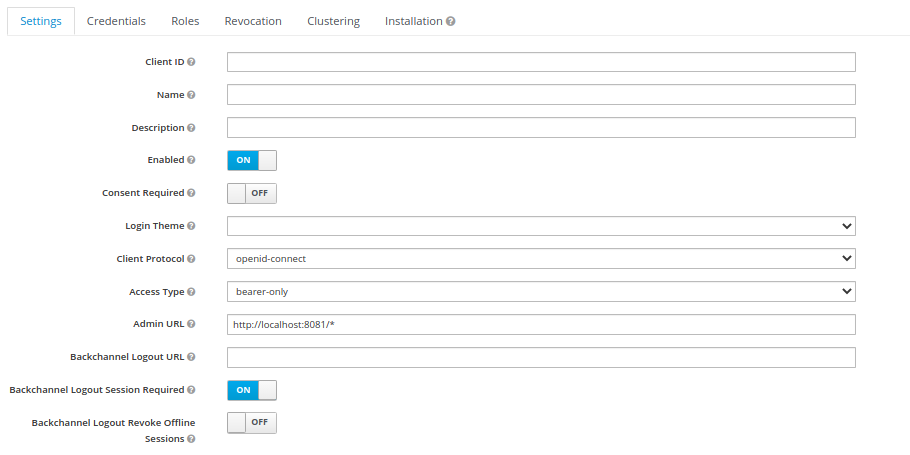 Settings Credentials Roles Revocation Clustering Installation ?
Client ID ?
Name ?
Description ?
Enabled ? ON
Consent Required ? OFF
Login Theme ?
Client Protocol ? openid-connect
Access Type ? bearer-only
Admin URL ? http://localhost:8081/*
Backchannel Logout URL ?
Backchannel Logout Session Required ? ON
Backchannel Logout Revoke Offline OFF
Sessions ?